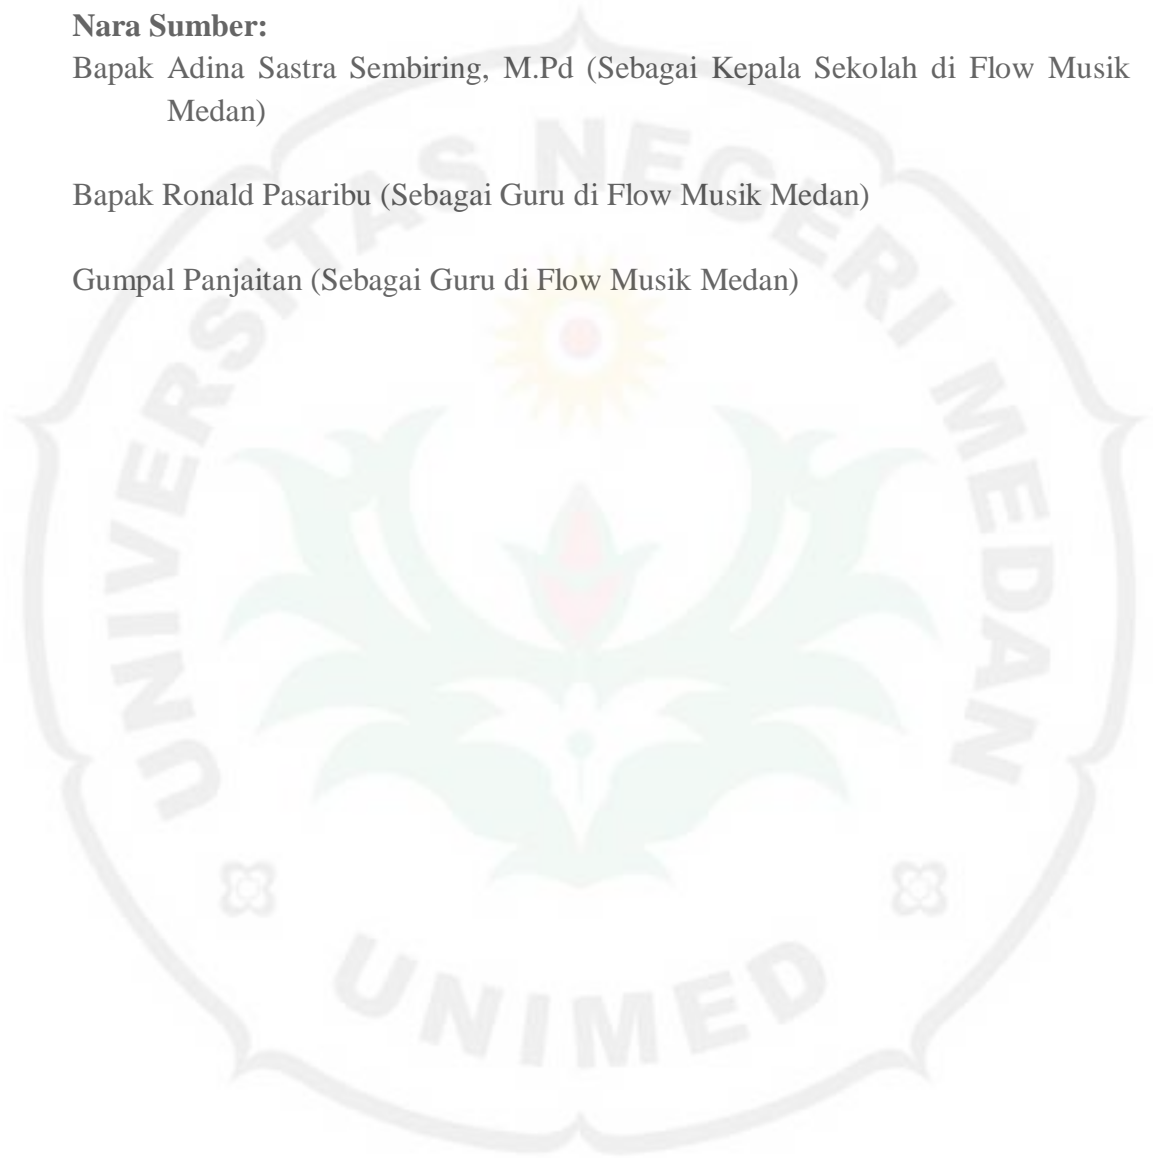 Nara Sumber:
Bapak Adina Sastra Sembiring, M.Pd (Sebagai Kepala Sekolah di Flow Musik
Medan)
Bapak Ronald Pasaribu (Sebagai Guru di Flow Musik Medan)
Gumpal Panjaitan (Sebagai Guru di Flow Musik Medan)
UNIVERSITAS NEGERI MEDAN
UNIMED